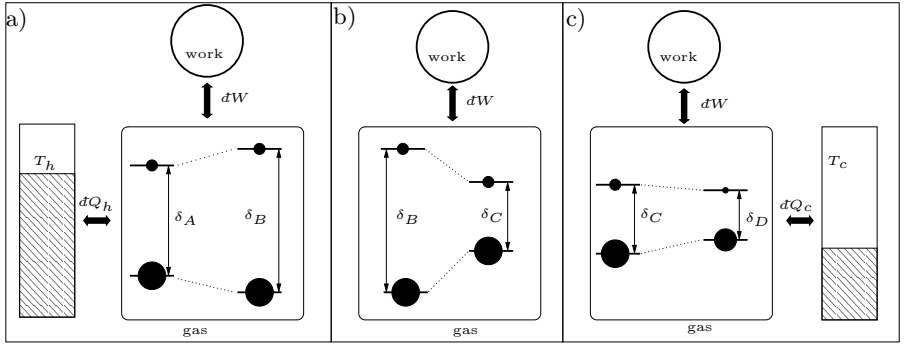 a)
work
đW
T_h
đQ_h
δ_A
δ_B
gas
b)
work
đW
δ_B
δ_C
gas
c)
work
đW
δ_C
δ_D
đQ_c
T_c
gas